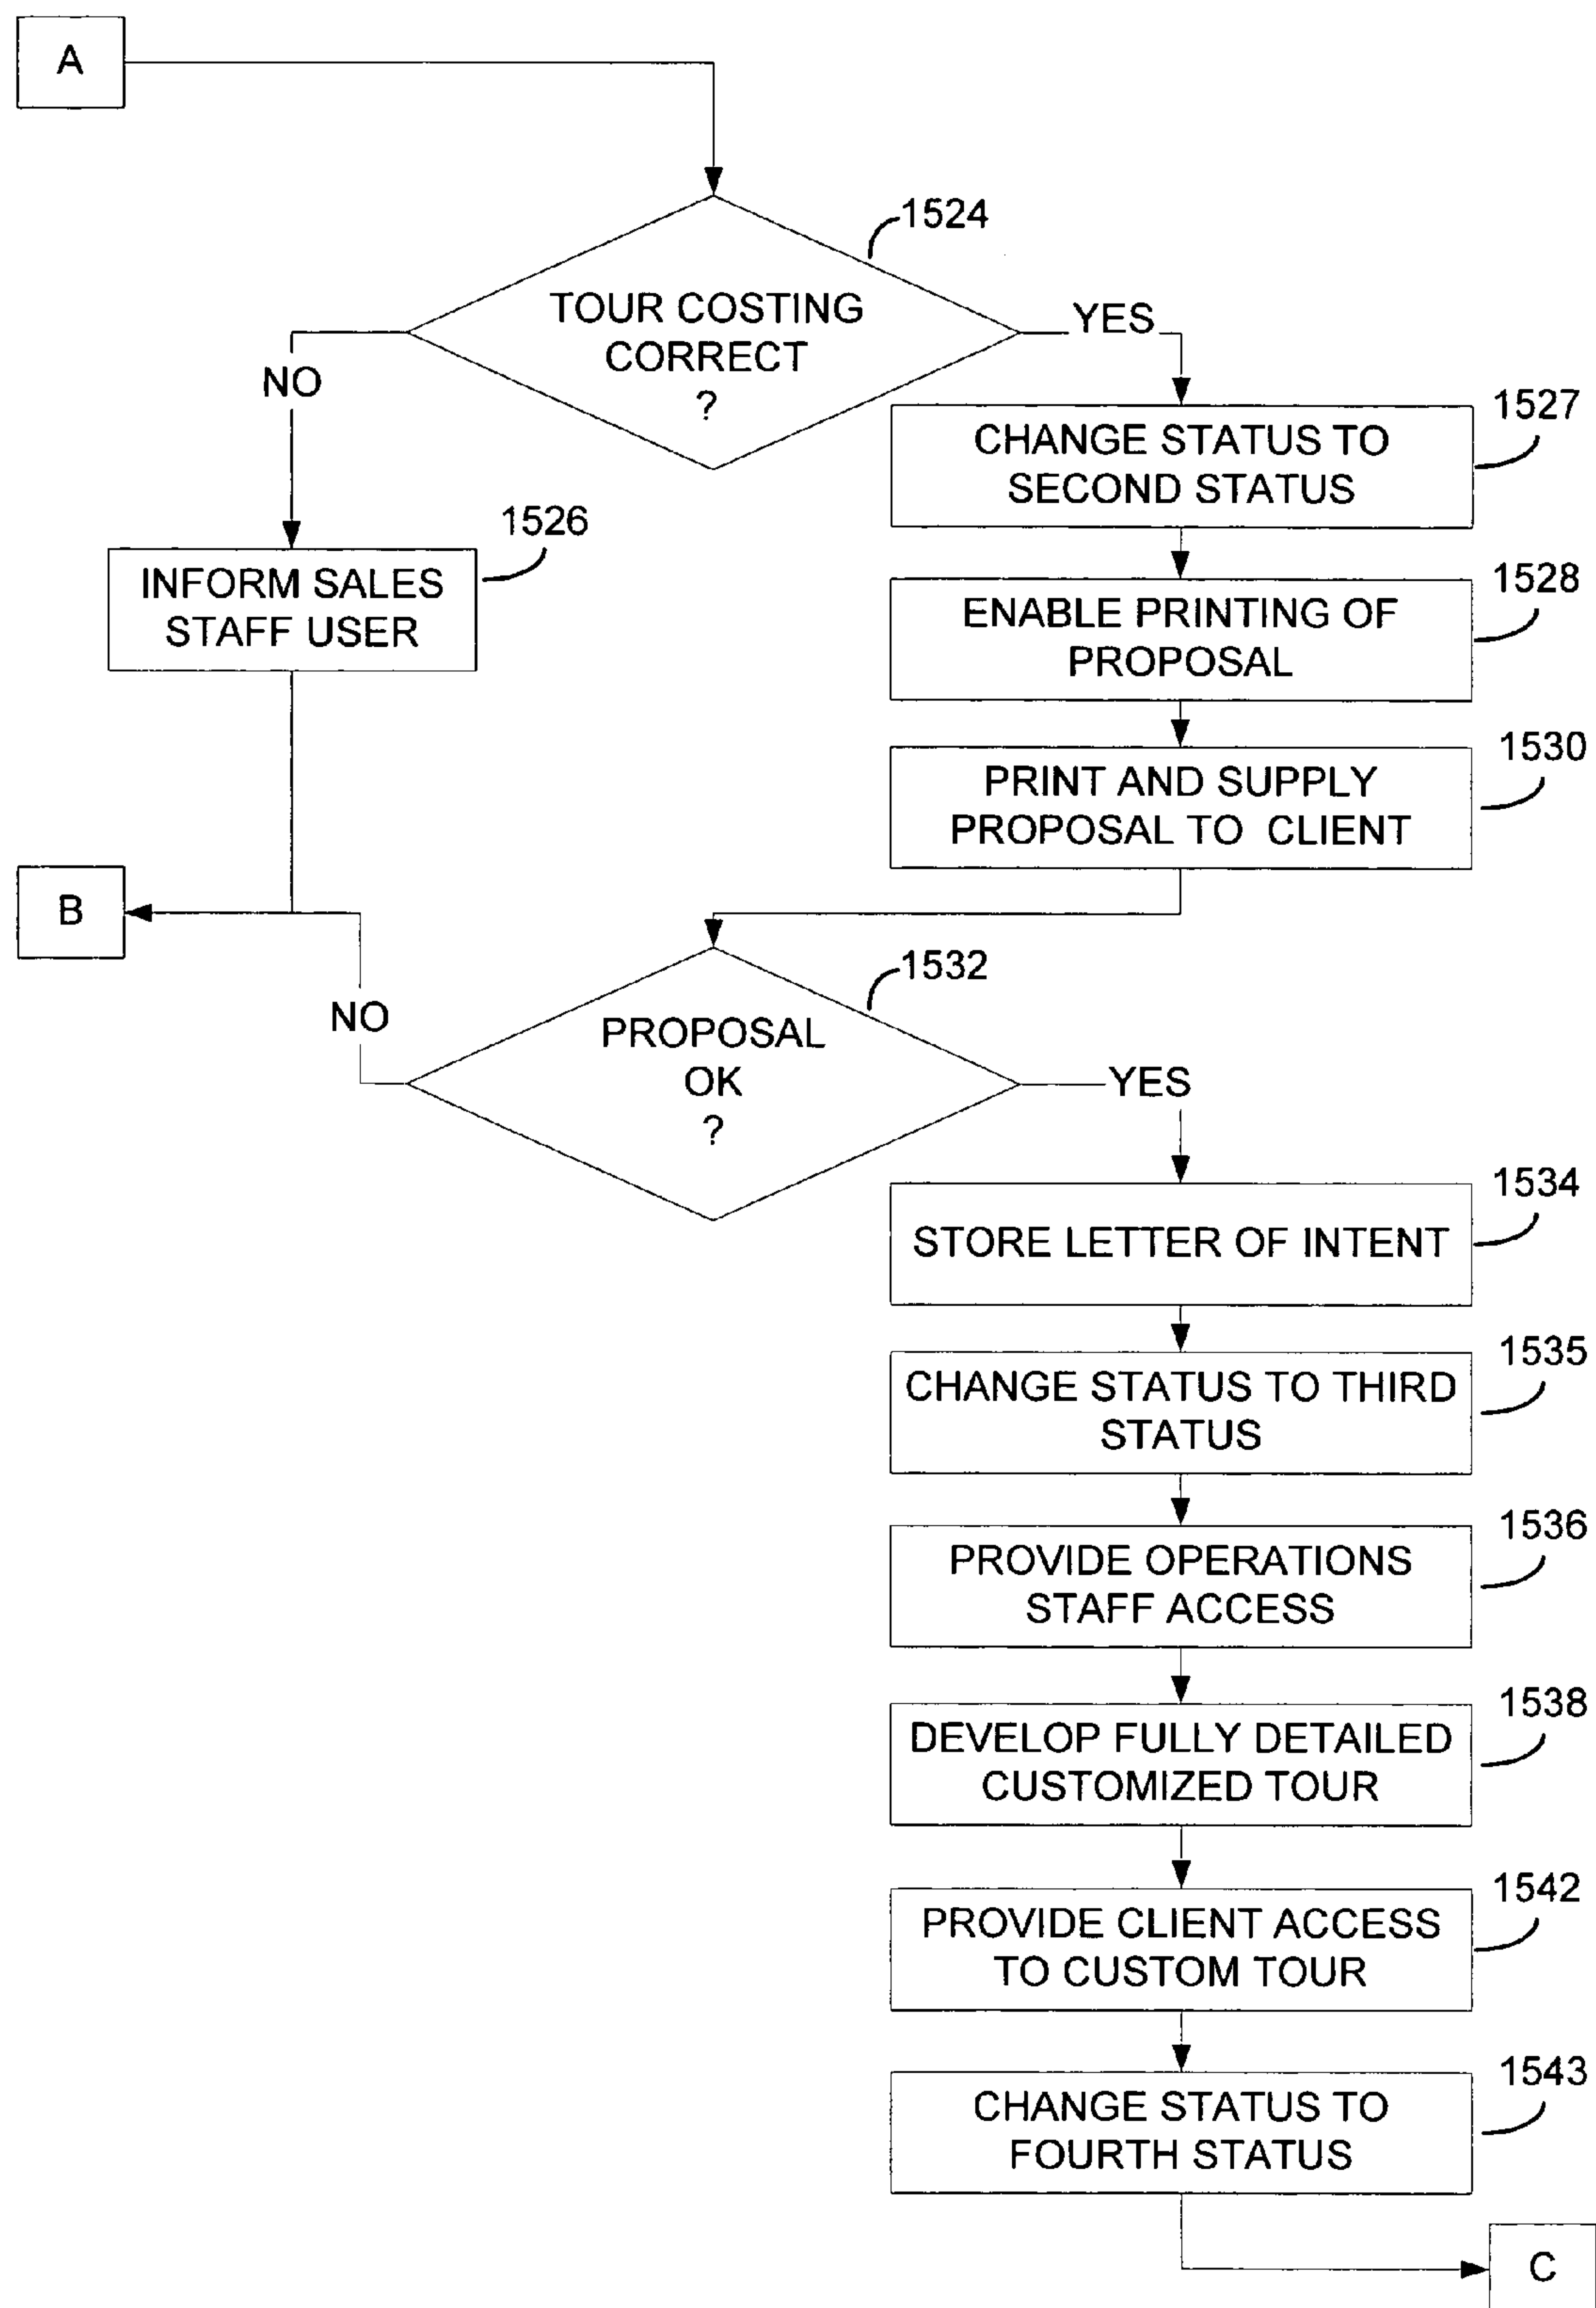 A
1524
TOUR COSTING
CORRECT
?
YES
NO
1527
CHANGE STATUS TO
SECOND STATUS
1526
INFORM SALES
STAFF USER
1528
ENABLE PRINTING OF
PROPOSAL
1530
PRINT AND SUPPLY
PROPOSAL TO CLIENT
B
1532
PROPOSAL
OK
?
NO
YES
1534
STORE LETTER OF INTENT
1535
CHANGE STATUS TO THIRD
STATUS
1536
PROVIDE OPERATIONS
STAFF ACCESS
1538
DEVELOP FULLY DETAILED
CUSTOMIZED TOUR
1542
PROVIDE CLIENT ACCESS
TO CUSTOM TOUR
1543
CHANGE STATUS TO
FOURTH STATUS
C